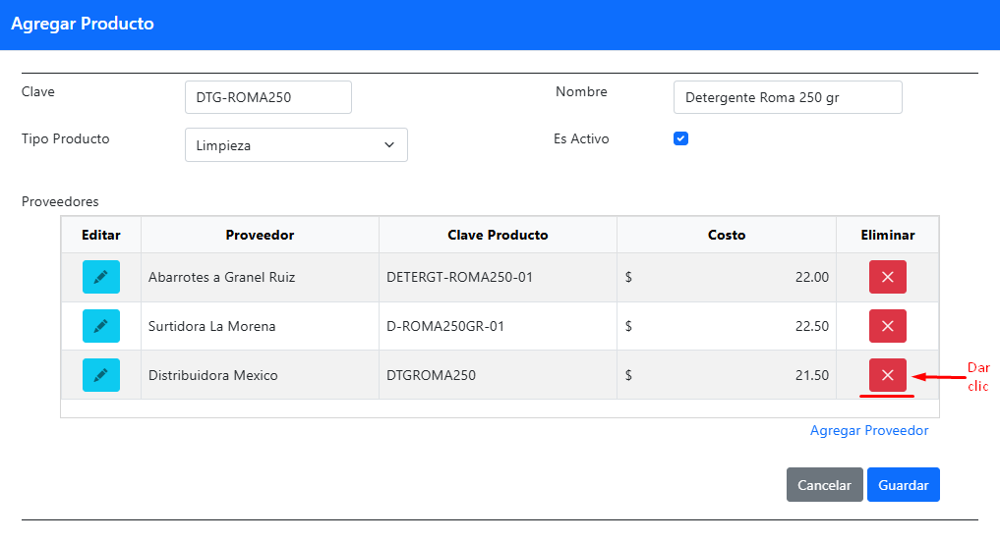 Agregar Producto
Clave DTG-ROMA250 Nombre Detergente Roma 250 gr
Tipo Producto Limpieza Es Activo
Proveedores
Editar Proveedor Clave Producto Costo Eliminar
Abarrotes a Granel Ruiz DETERGT-ROMA250-01 $ 22.00
Surtidora La Morena D-ROMA250GR-01 $ 22.50
Distribuidora Mexico DTGROMA250 $ 21.50
Dar
clic
Agregar Proveedor
Cancelar Guardar